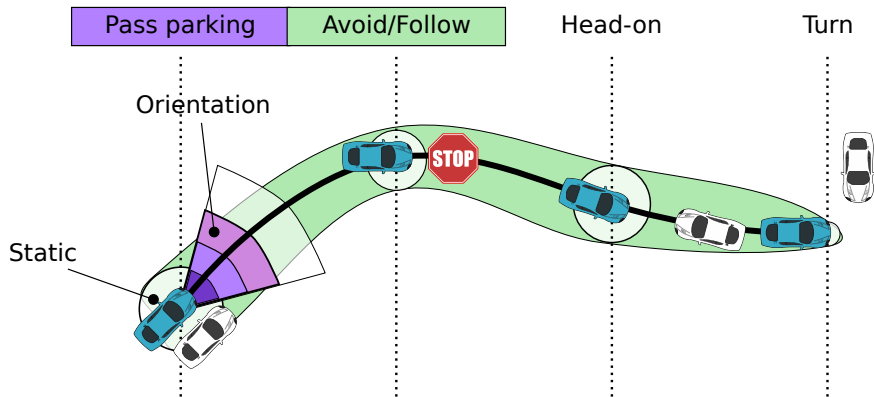 Pass parking
Avoid/Follow
Head-on
Turn
Orientation
STOP
Static